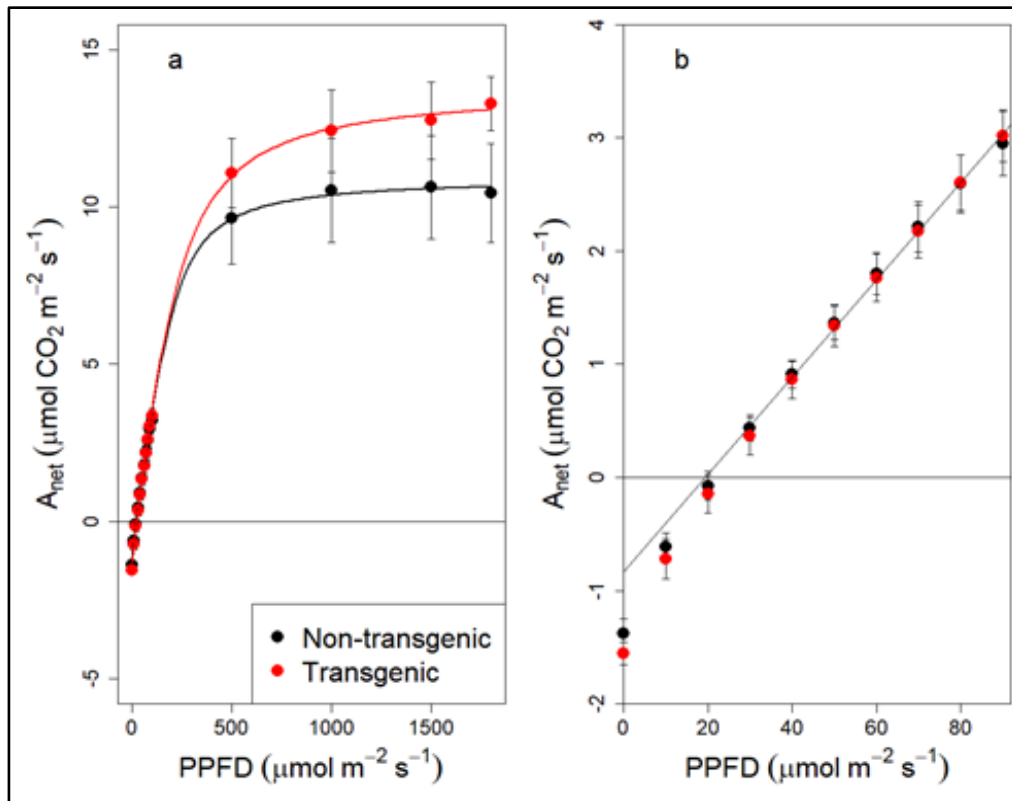 a
15
10
5
0
-5
A_net (μmol CO₂ m⁻² s⁻¹)
0 500 1000 1500
PPFD (μmol m⁻² s⁻¹)
Non-transgenic
Transgenic
b
4
3
2
1
0
-1
-2
A_net (μmol CO₂ m⁻² s⁻¹)
0 20 40 60 80
PPFD (μmol m⁻² s⁻¹)